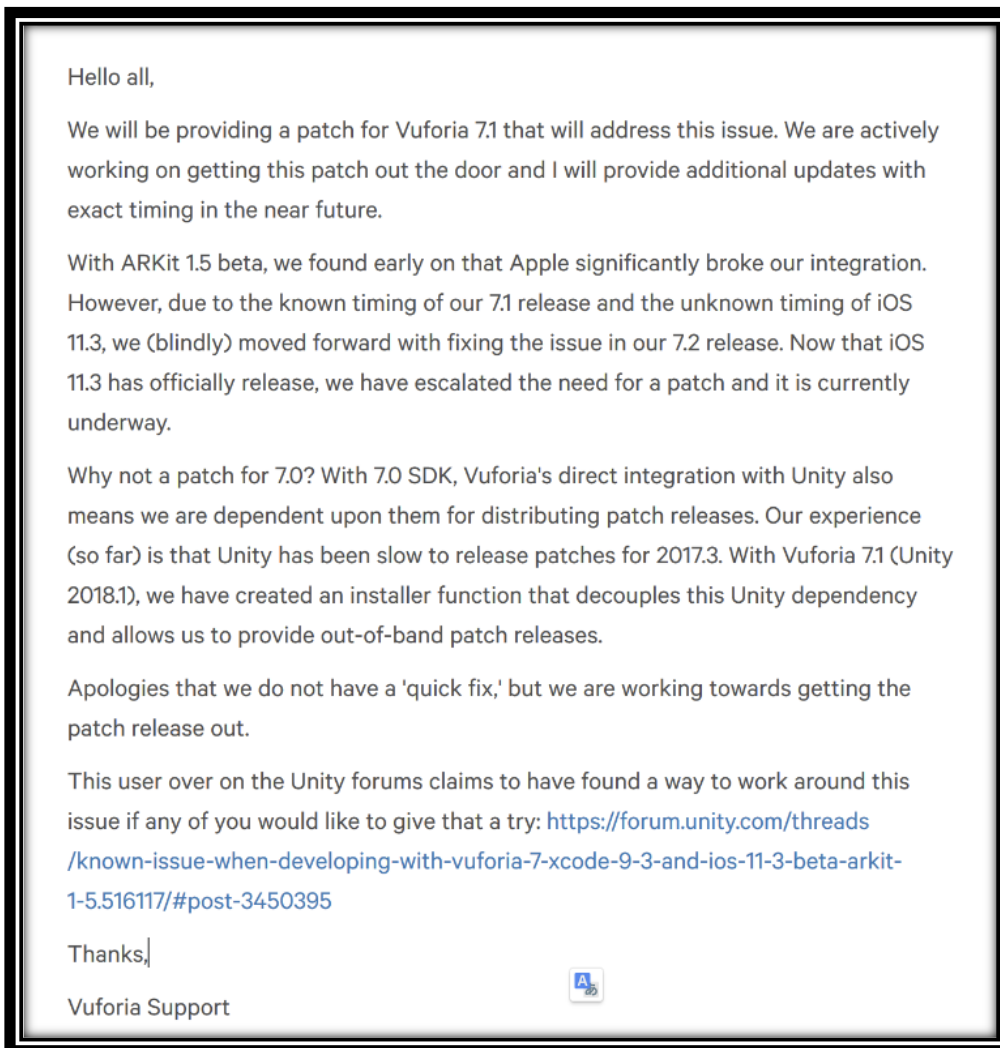 Hello all,
We will be providing a patch for Vuforia 7.1 that will address this issue. We are actively
working on getting this patch out the door and I will provide additional updates with
exact timing in the near future.
With ARKit 1.5 beta, we found early on that Apple significantly broke our integration.
However, due to the known timing of our 7.1 release and the unknown timing of iOS
11.3, we (blindly) moved forward with fixing the issue in our 7.2 release. Now that iOS
11.3 has officially release, we have escalated the need for a patch and it is currently
underway.
Why not a patch for 7.0? With 7.0 SDK, Vuforia's direct integration with Unity also
means we are dependent upon them for distributing patch releases. Our experience
(so far) is that Unity has been slow to release patches for 2017.3. With Vuforia 7.1 (Unity
2018.1), we have created an installer function that decouples this Unity dependency
and allows us to provide out-of-band patch releases.
Apologies that we do not have a 'quick fix,' but we are working towards getting the
patch release out.
This user over on the Unity forums claims to have found a way to work around this
issue if any of you would like to give that a try: https://forum.unity.com/threads
/known-issue-when-developing-with-vuforia-7-xcode-9-3-and-ios-11-3-beta-arkit-
1-5.516117/#post-3450395
Thanks,
Vuforia Support